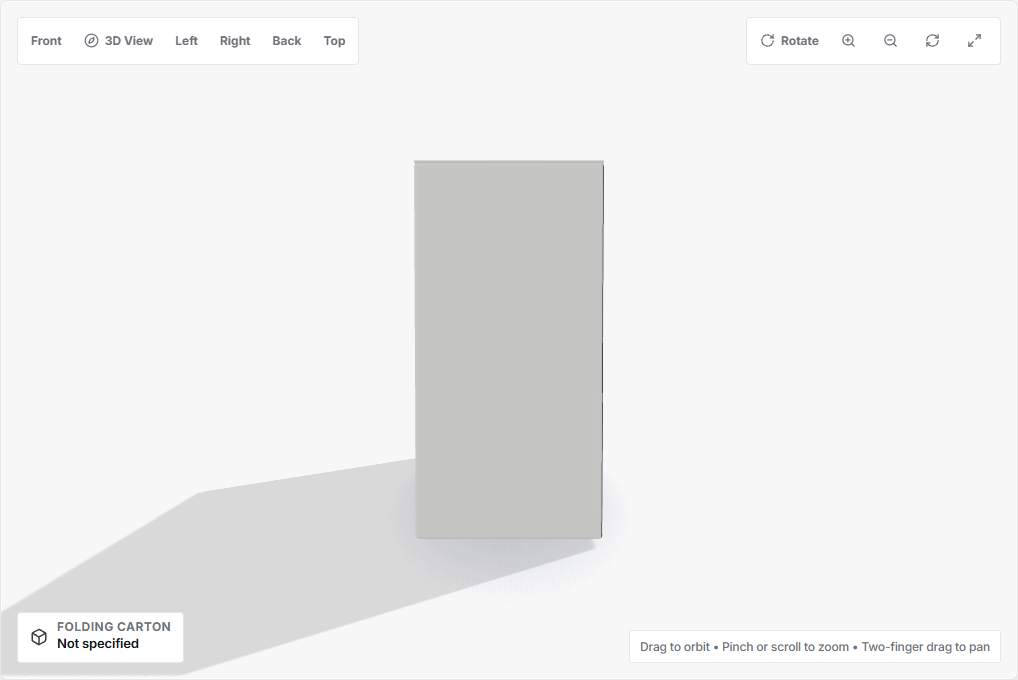 Front
3D View
Left
Right
Back
Top
Rotate
FOLDING CARTON
Not specified
Drag to orbit • Pinch or scroll to zoom • Two-finger drag to pan